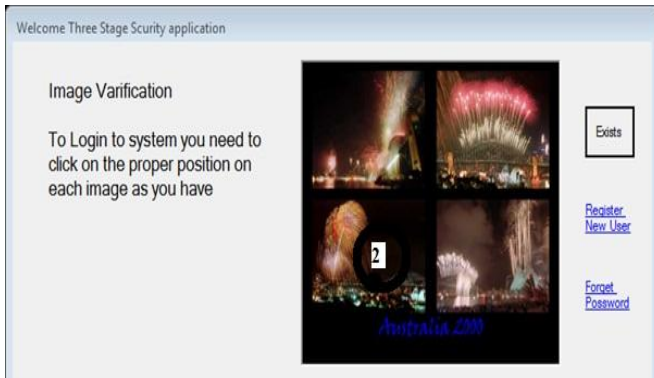 Welcome Three Stage Scurity application
Image Varification
To Login to system you need to
click on the proper position on
each image as you have
2
Australia 2000
Exists
Register
New User
Forget
Possword